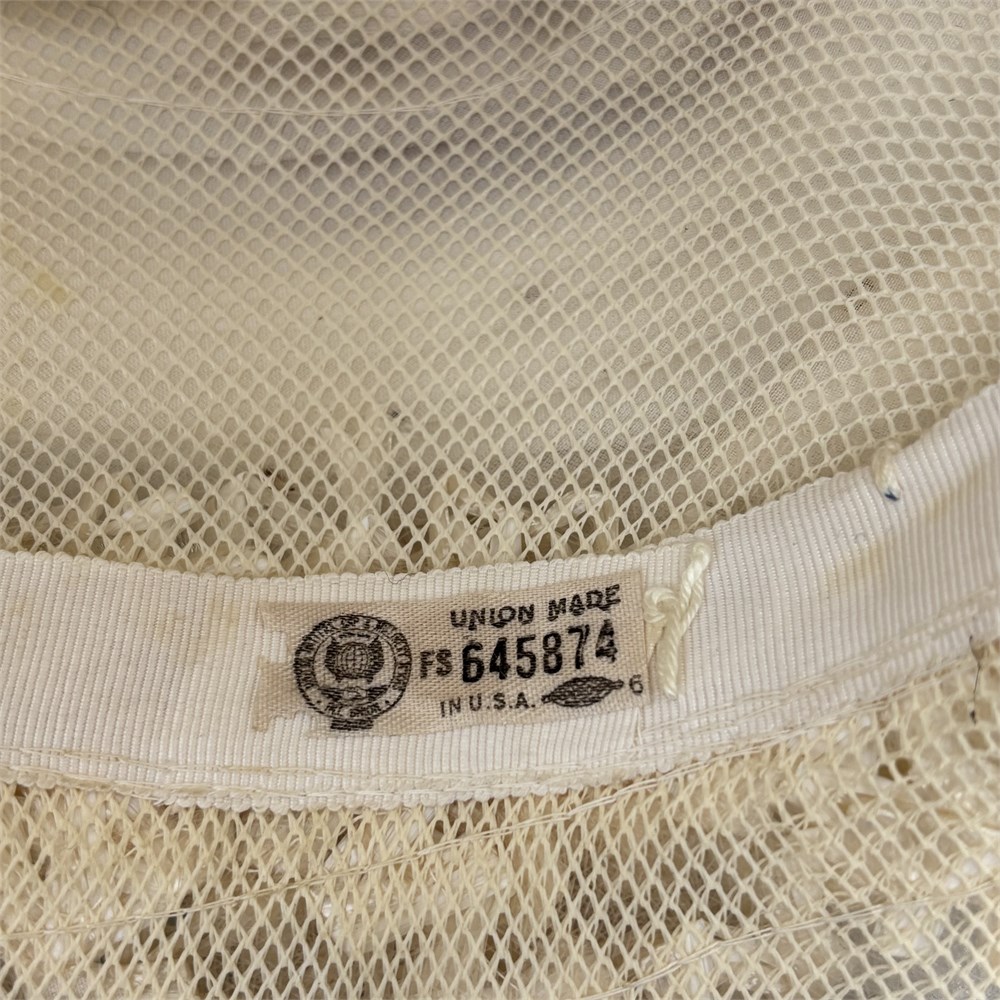 UNION MADE
FS 645874
IN U.S.A. 6